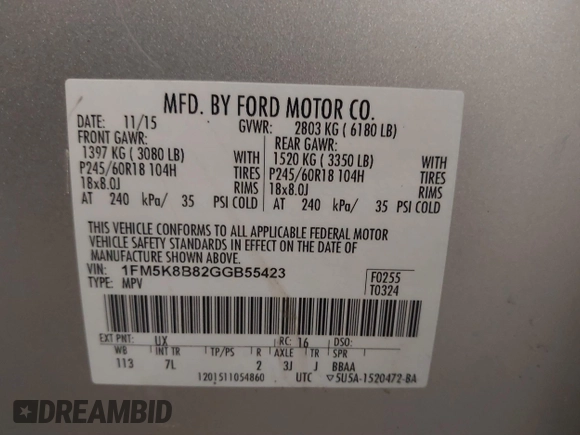 MFD. BY FORD MOTOR CO.
DATE: 11/15 GVWR: 2803 KG ( 6180 LB)
FRONT GAWR: REAR GAWR:
1397 KG ( 3080 LB) WITH 1520 KG ( 3350 LB) WITH
P245/60R18 104H TIRES P245/60R18 104H TIRES
18x8.0J RIMS 18x8.0J RIMS
AT 240 kPa/ 35 PSI COLD AT 240 kPa/ 35 PSI COLD
THIS VEHICLE CONFORMS TO ALL APPLICABLE FEDERAL MOTOR
VEHICLE SAFETY STANDARDS IN EFFECT ON THE DATE OF
MANUFACTURE SHOWN ABOVE.
VIN: 1FM5K8B82GGB55423 F0255
TYPE: MPV T0324
EXT PNT: UX RC: 16 DSO:
WB INT TR TP/PS R AXLE TR SPR
113 7L 2 3J J BBAA
1201511054860 UTC ▽5U5A-1520472-BA
DREAMBID